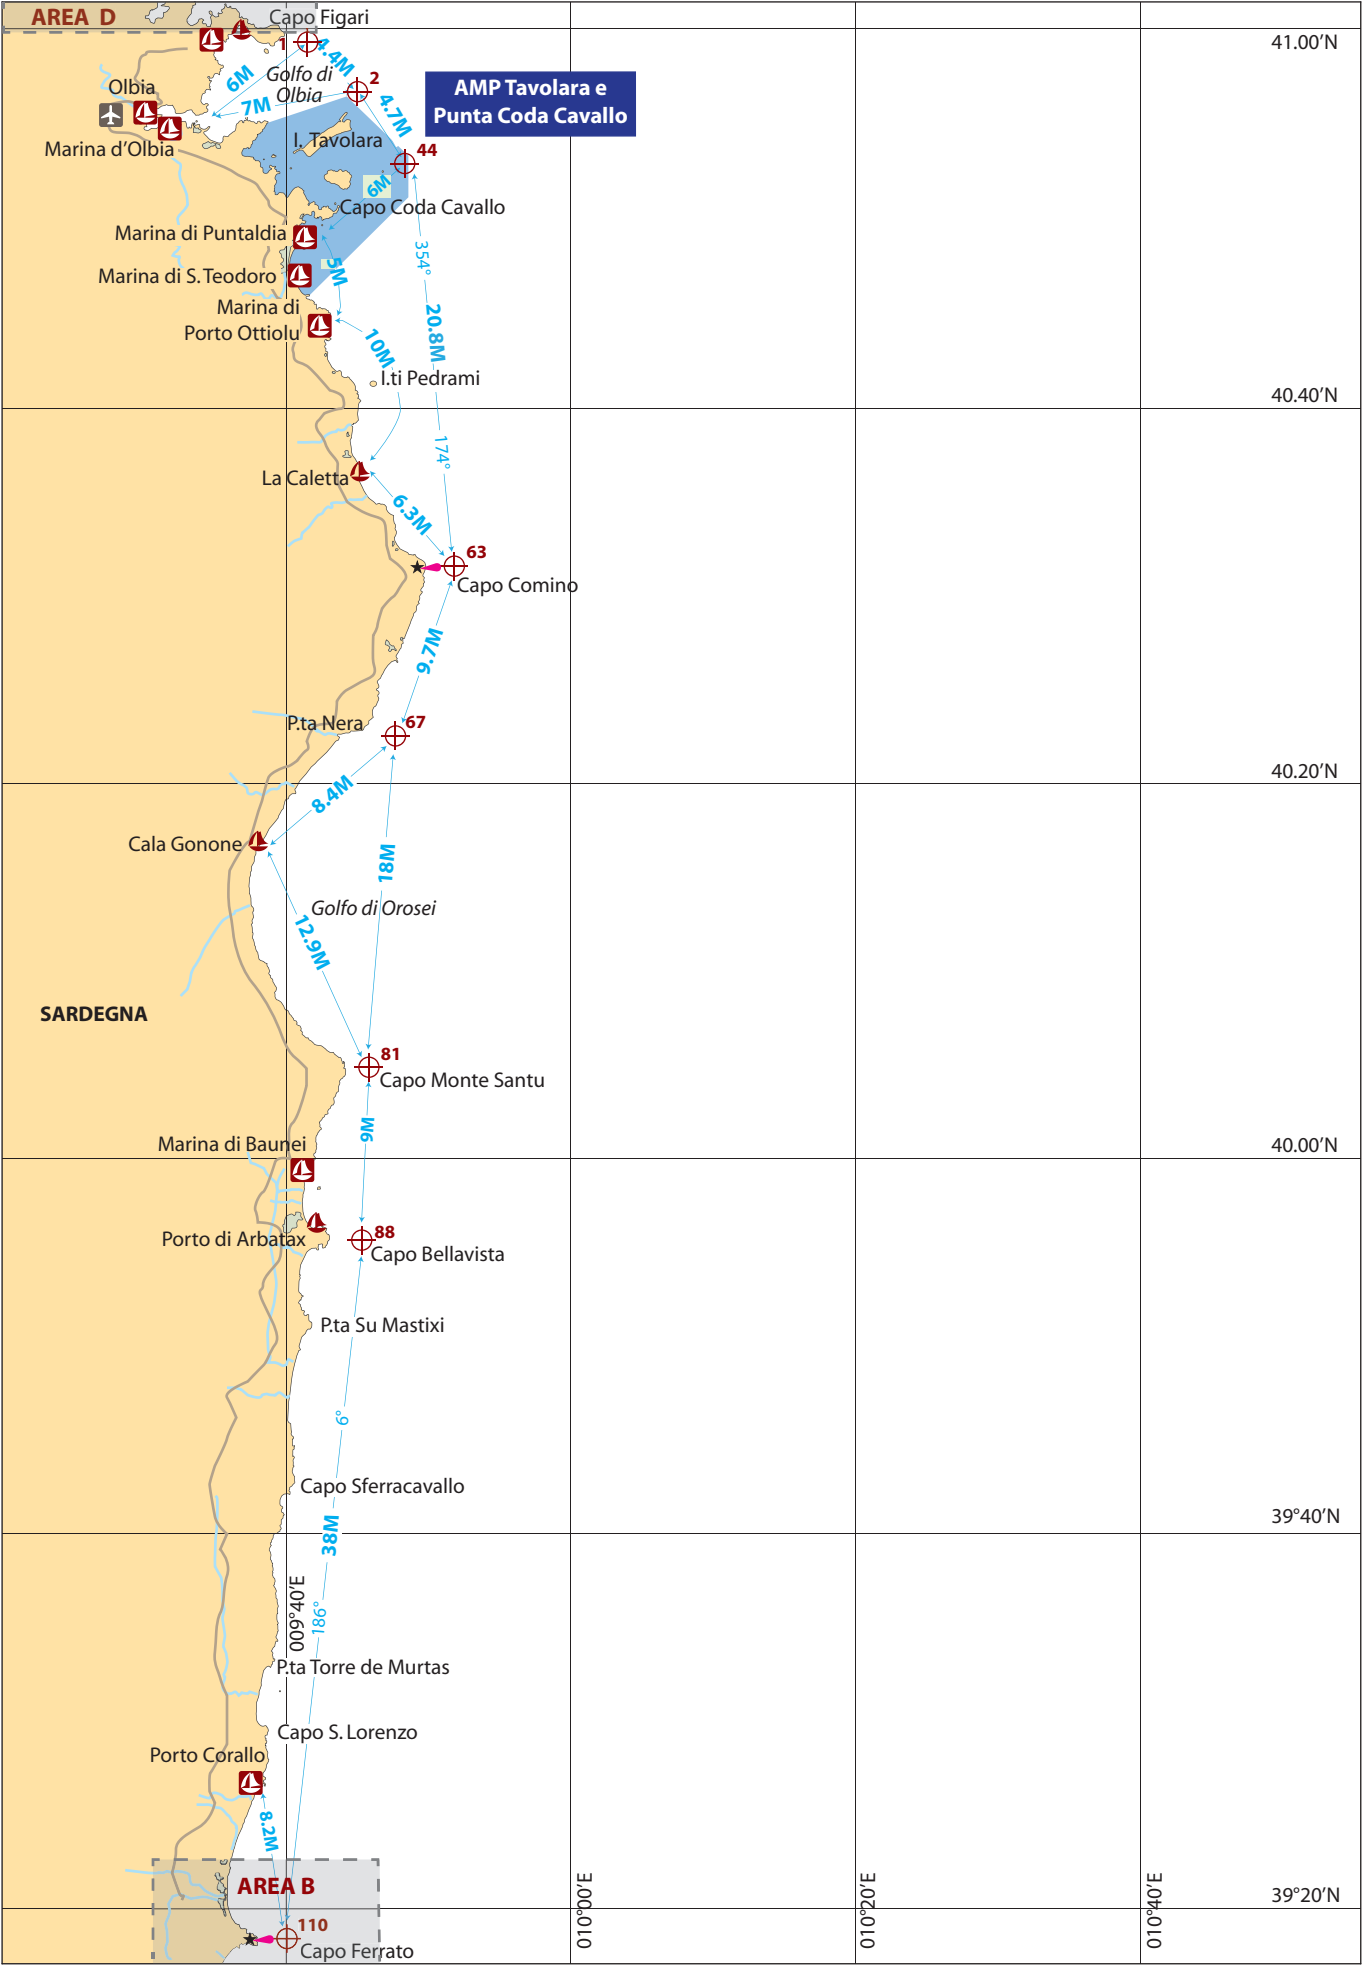 AREA D
Capo Figari
41.00’N
1
4.4M
6M
Golfo di
Olbia
2
7M
4.7M
AMP Tavolara e
Punta Coda Cavallo
Olbia
Marina d’Olbia
I. Tavolara
44
6M
Capo Coda Cavallo
Marina di Puntaldia
354°
Marina di S. Teodoro
5M
Marina di
Porto Ottiolu
20.8M
10M
I.ti Pedrami
40.40’N
174°
La Caletta
6.3M
63
Capo Comino
9.7M
P.ta Nera
67
40.20’N
8.4M
Cala Gonone
18M
Golfo di Orosei
12.9M
SARDEGNA
81
Capo Monte Santu
9M
Marina di Baunei
40.00’N
Porto di Arbatax
88
Capo Bellavista
P.ta Su Mastixi
6°
Capo Sferracavallo
39°40’N
38M
009°40’E
186°
P.ta Torre de Murtas
Capo S. Lorenzo
Porto Corallo
8.2M
AREA B
010°00’E
010°20’E
010°40’E
39°20’N
110
Capo Ferrato